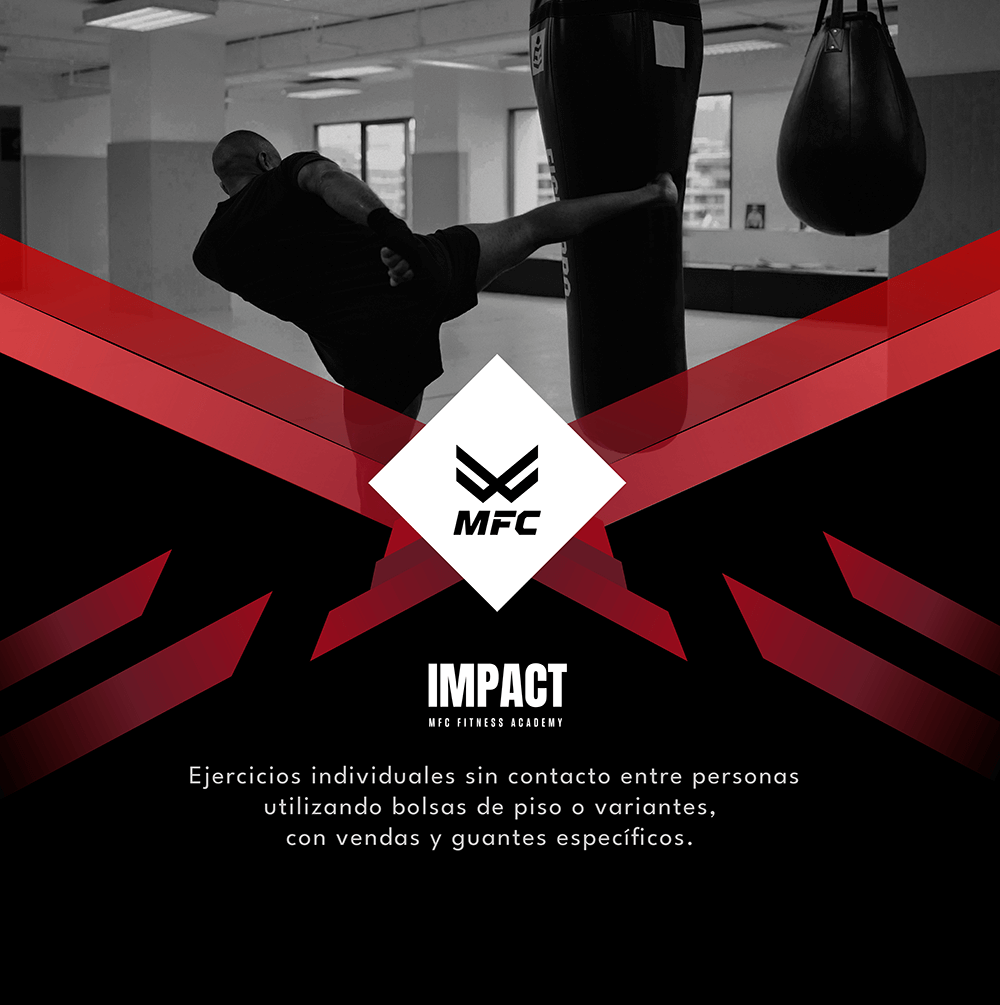 MFC
IMPACT
MFC FITNESS ACADEMY
Ejercicios individuales sin contacto entre personas
utilizando bolsas de piso o variantes,
con vendas y guantes específicos.